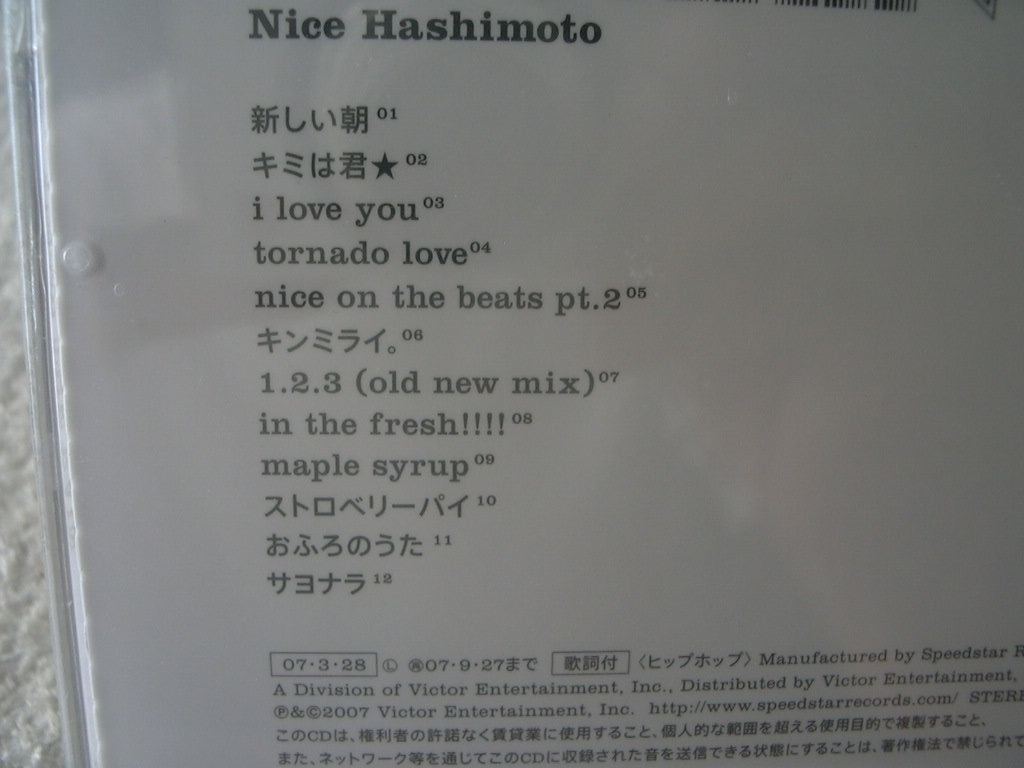 Nice Hashimoto
新しい朝 01
キミは君★ 02
i love you 03
tornado love 04
nice on the beats pt.2 05
キンミライ。 06
1.2.3 (old new mix) 07
in the fresh!!!! 08
maple syrup 09
ストロベリーパイ 10
おふろのうた 11
サヨナラ 12
07・3・28 Ⓛ ㊢07・9・27まで 歌詞付 〈ヒップホップ〉 Manufactured by Speedstar R
A Division of Victor Entertainment, Inc., Distributed by Victor Entertainment,
℗&©2007 Victor Entertainment, Inc. http://www.speedstarrecords.com/ STERE
このCDは、権利者の許諾なく賃貸業に使用すること、個人的な範囲を超える使用目的で複製すること、
また、ネットワーク等を通じてこのCDに収録された音を送信できる状態にすることは、著作権法で禁じられて